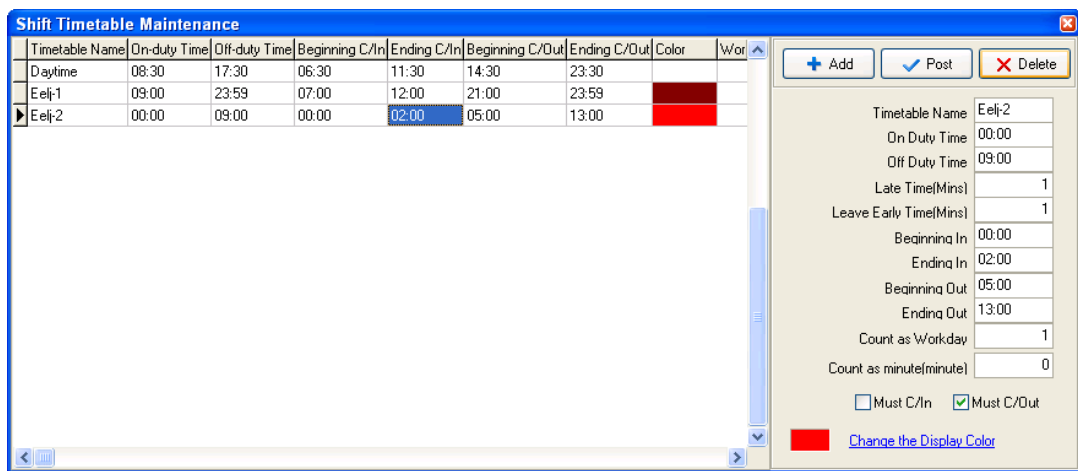 Shift Timetable Maintenance
Timetable Name On-duty Time Off-duty Time Beginning C/In Ending C/In Beginning C/Out Ending C/Out Color Wor
Daytime 08:30 17:30 06:30 11:30 14:30 23:30
Eelj-1 09:00 23:59 07:00 12:00 21:00 23:59
Eelj-2 00:00 09:00 00:00 02:00 05:00 13:00
Add Post Delete
Timetable Name Eelj-2
On Duty Time 00:00
Off Duty Time 09:00
Late Time(Mins) 1
Leave Early Time(Mins) 1
Beginning In 00:00
Ending In 02:00
Beginning Out 05:00
Ending Out 13:00
Count as Workday 1
Count as minute(minute) 0
Must C/In Must C/Out
Change the Display Color